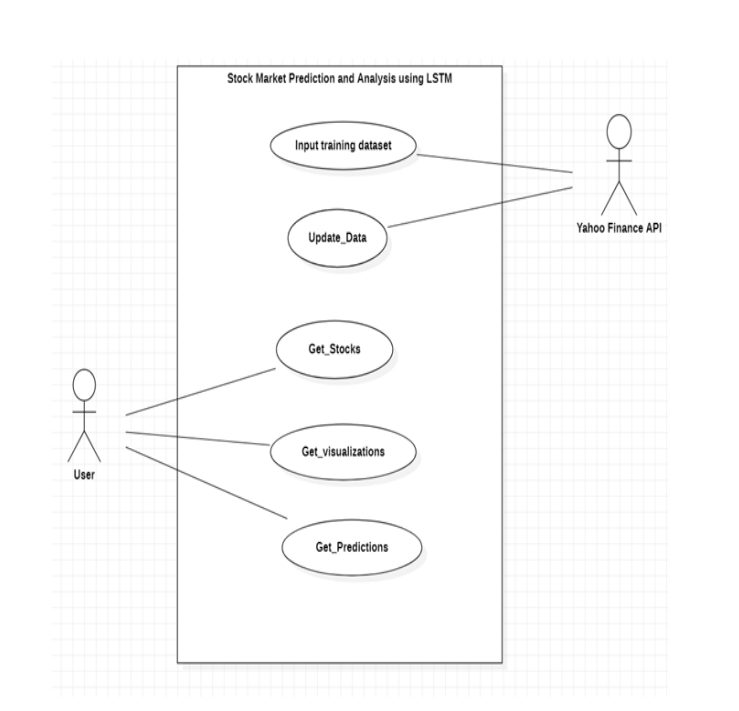 Stock Market Prediction and Analysis using LSTM
Input training dataset
Yahoo Finance API
Update_Data
Get_Stocks
User
Get_visualizations
Get_Predictions